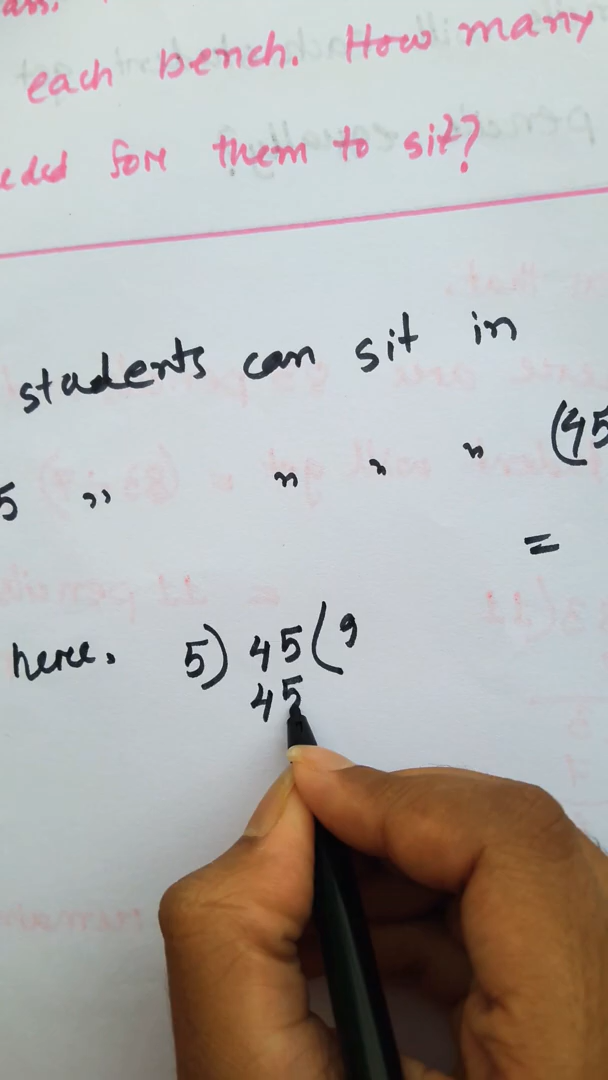 each bench. How many
eded fore them to sit?
students can sit in
5 ,, " " " (45
=
here. 5) 45 ( 9
45